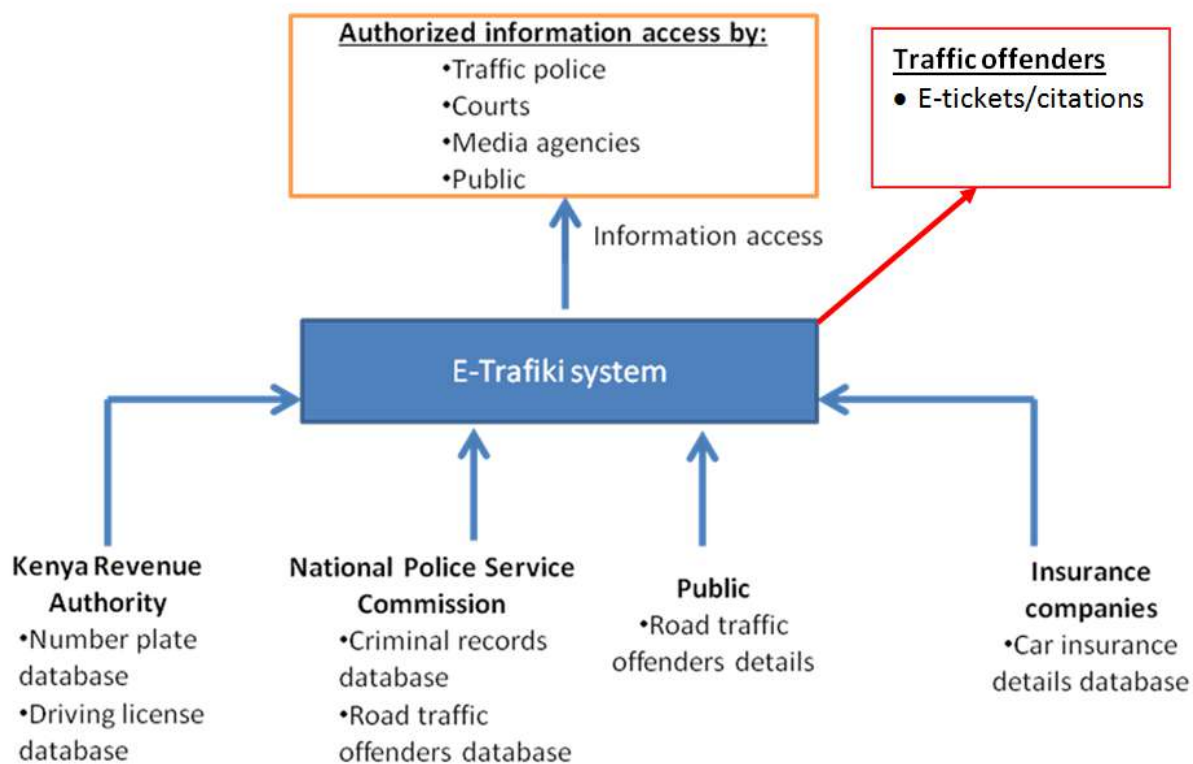 Authorized information access by:
•Traffic police
•Courts
•Media agencies
•Public
Traffic offenders
● E-tickets/citations
Information access
E-Trafiki system
Kenya Revenue
Authority
•Number plate
database
•Driving license
database
National Police Service
Commission
•Criminal records
database
•Road traffic
offenders database
Public
•Road traffic
offenders details
Insurance
companies
•Car insurance
details database